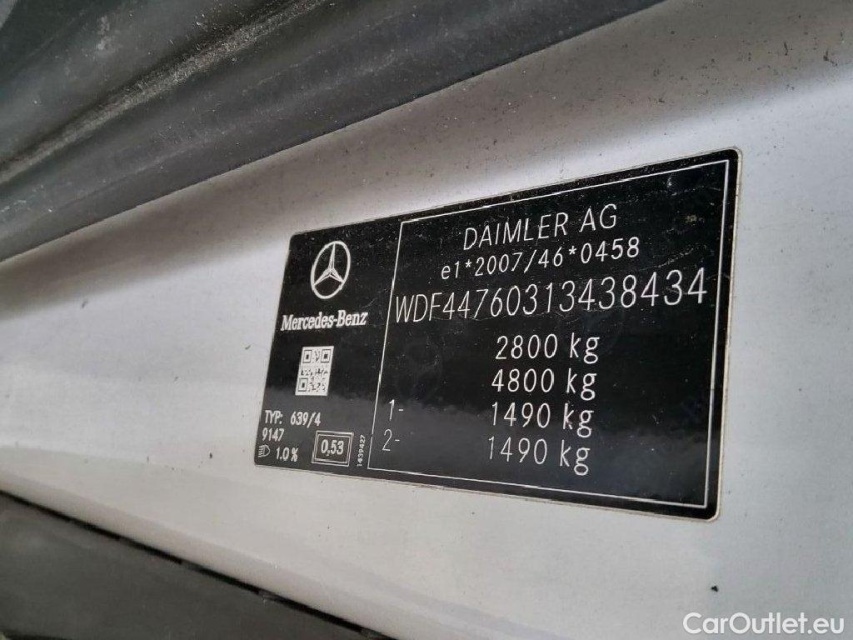 Mercedes-Benz
TYP: 639/4
9147
1.0%
0,53
1439427
DAIMLER AG
e1*2007/46*0458
WDF44760313438434
2800 kg
4800 kg
1- 1490 kg
2- 1490 kg
CarOutlet.eu